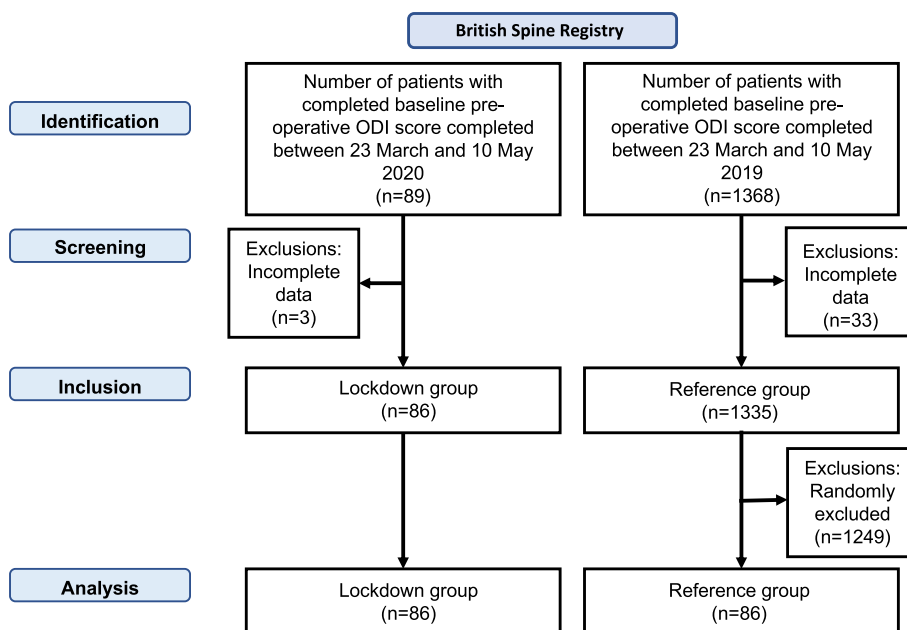 British Spine Registry
Identification
Number of patients with
completed baseline pre-
operative ODI score completed
between 23 March and 10 May
2020
(n=89)
Number of patients with
completed baseline pre-
operative ODI score completed
between 23 March and 10 May
2019
(n=1368)
Screening
Exclusions:
Incomplete
data
(n=3)
Exclusions:
Incomplete
data
(n=33)
Inclusion
Lockdown group
(n=86)
Reference group
(n=1335)
Exclusions:
Randomly
excluded
(n=1249)
Analysis
Lockdown group
(n=86)
Reference group
(n=86)